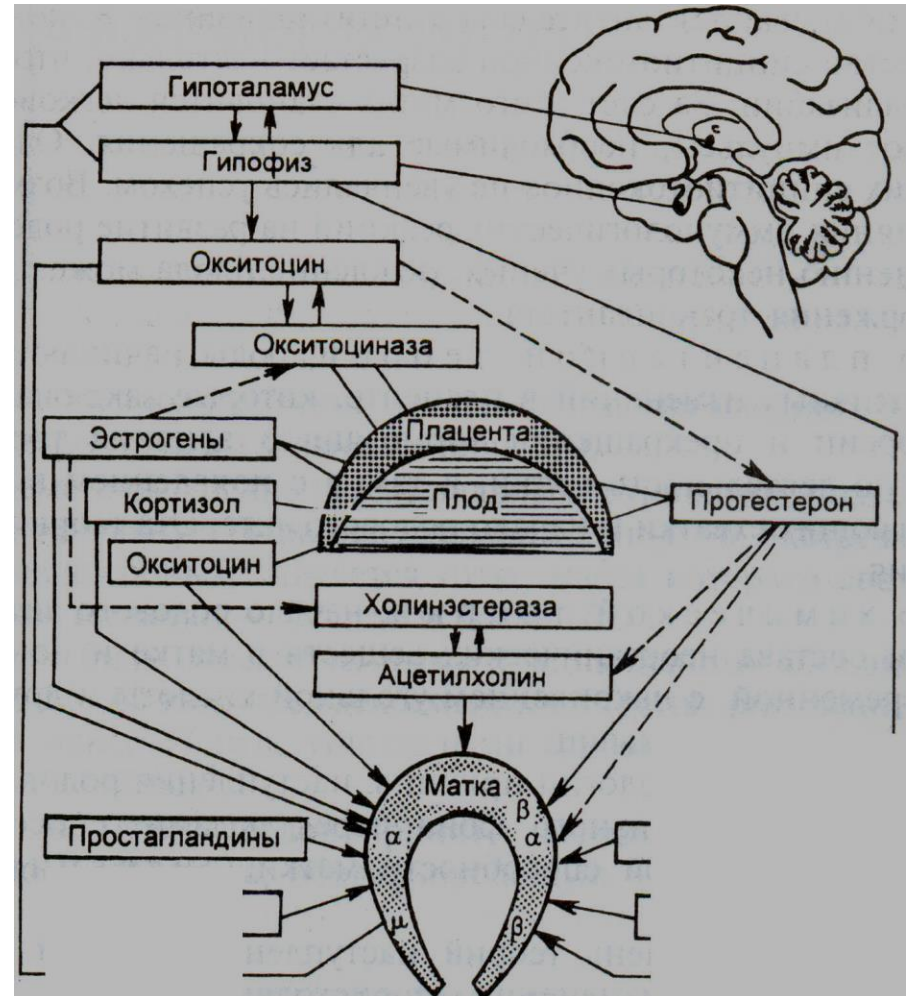 Гипоталамус
Гипофиз
с
Окситоцин
Окситоциназа
Эстрогены
Плацента
Кортизол
Плод
Прогестерон
Окситоцин
Холинэстераза
Ацетилхолин
Матка
β
Простагландины
α
α
μ
β